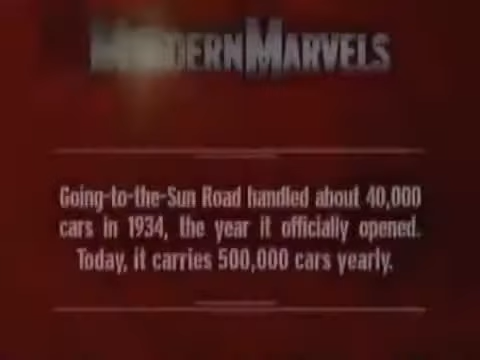 MODERN MARVELS
Going-to-the-Sun Road handled about 40,000
cars in 1934, the year it officially opened.
Today, it carries 500,000 cars yearly.